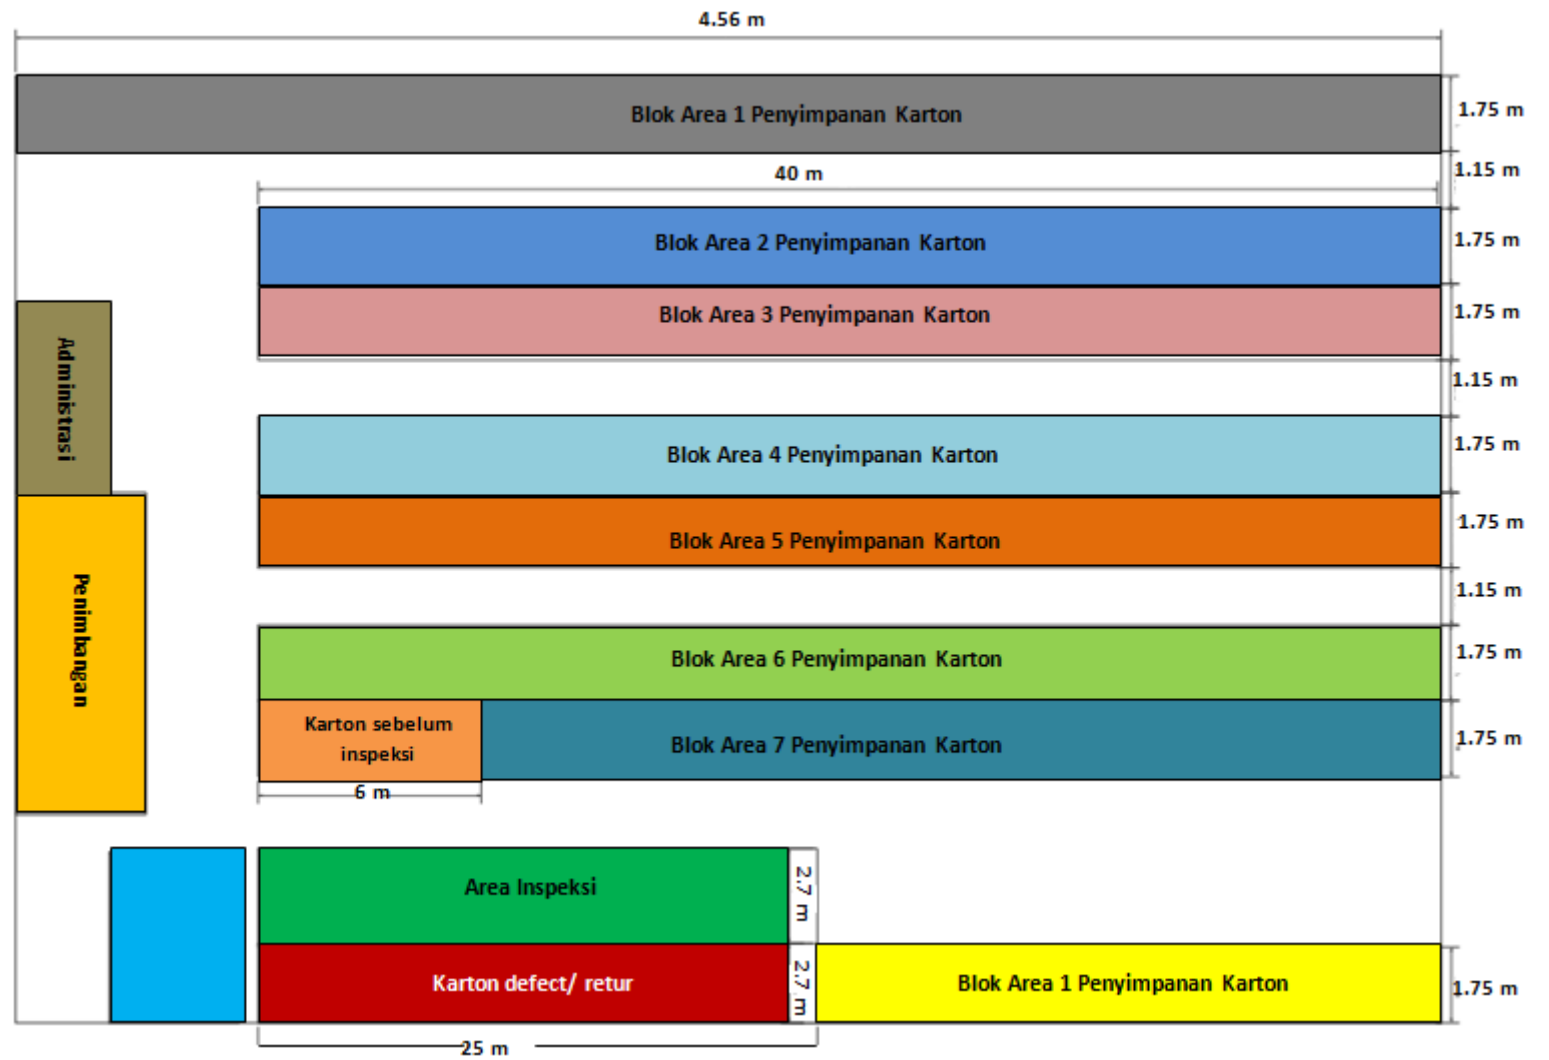 4.56 m
Blok Area 1 Penyimpanan Karton
1.75 m
1.15 m
40 m
Blok Area 2 Penyimpanan Karton
1.75 m
Blok Area 3 Penyimpanan Karton
1.75 m
Administrasi
1.15 m
Blok Area 4 Penyimpanan Karton
1.75 m
Blok Area 5 Penyimpanan Karton
1.75 m
Penimbangan
1.15 m
Blok Area 6 Penyimpanan Karton
1.75 m
Karton sebelum
inspeksi
Blok Area 7 Penyimpanan Karton
1.75 m
6 m
Area Inspeksi
2.7 m
Karton defect/ retur
2.7 m
Blok Area 1 Penyimpanan Karton
1.75 m
25 m